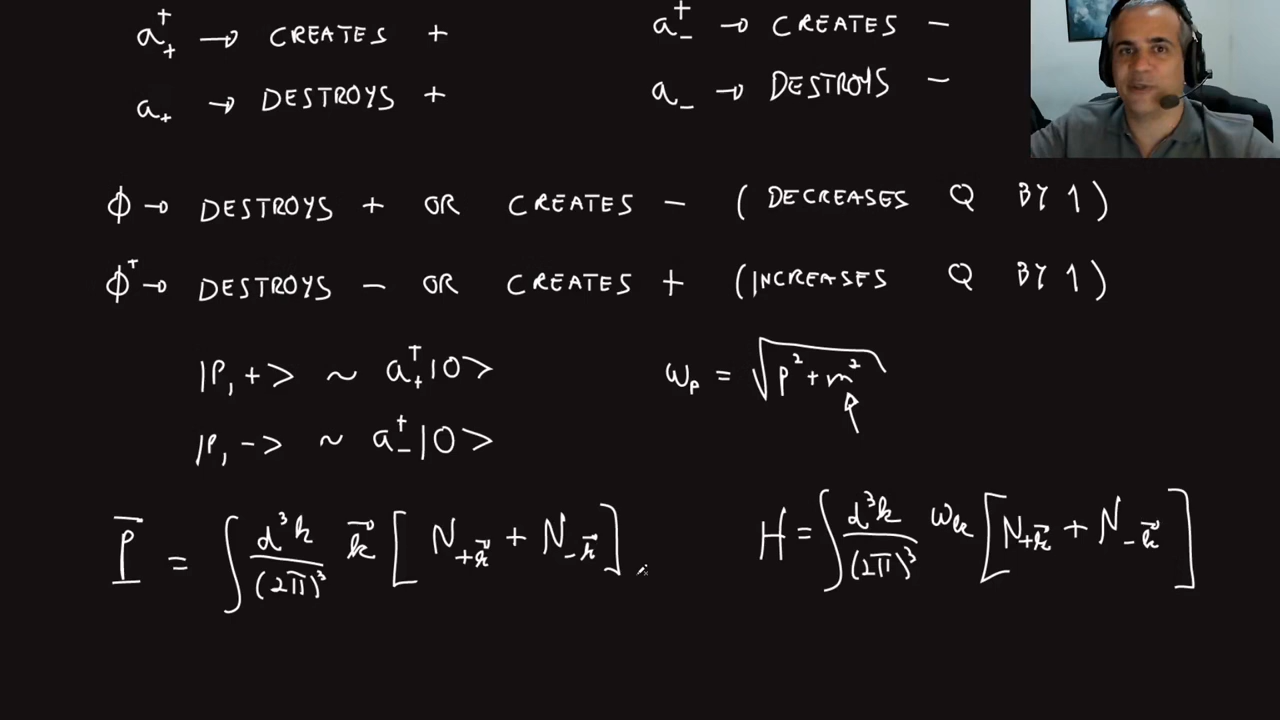 a₊† → CREATES + a₋† → CREATES −
a₊ → DESTROYS + a₋ → DESTROYS −
ϕ → DESTROYS + OR CREATES − (DECREASES Q BY 1)
ϕ† → DESTROYS − OR CREATES + (INCREASES Q BY 1)
|P, +> ~ a₊†|0> ωₚ = √(p² + m²)
|P, −> ~ a₋†|0>
P⃗ = ∫ d³k/(2π)³ k⃗ [N₊ₖ⃗ + N₋ₖ⃗], H = ∫ d³k/(2π)³ ωₖ [N₊ₖ⃗ + N₋ₖ⃗]